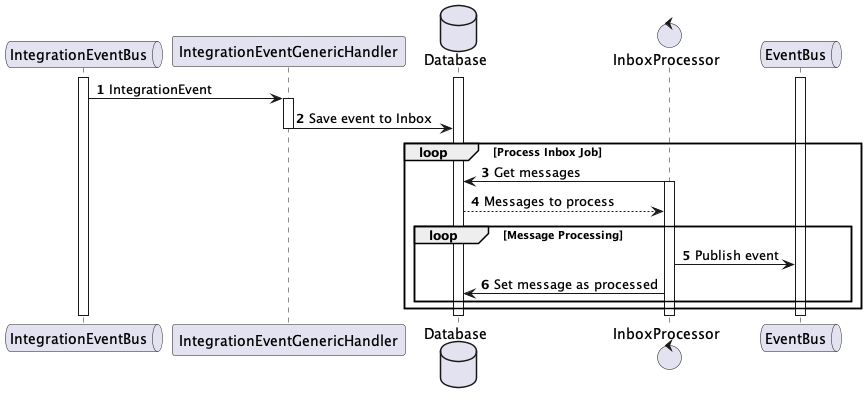 IntegrationEventBus
IntegrationEventGenericHandler
Database
InboxProcessor
EventBus
1 IntegrationEvent
2 Save event to Inbox
loop [Process Inbox Job]
3 Get messages
4 Messages to process
loop [Message Processing]
5 Publish event
6 Set message as processed
IntegrationEventBus
IntegrationEventGenericHandler
Database
InboxProcessor
EventBus